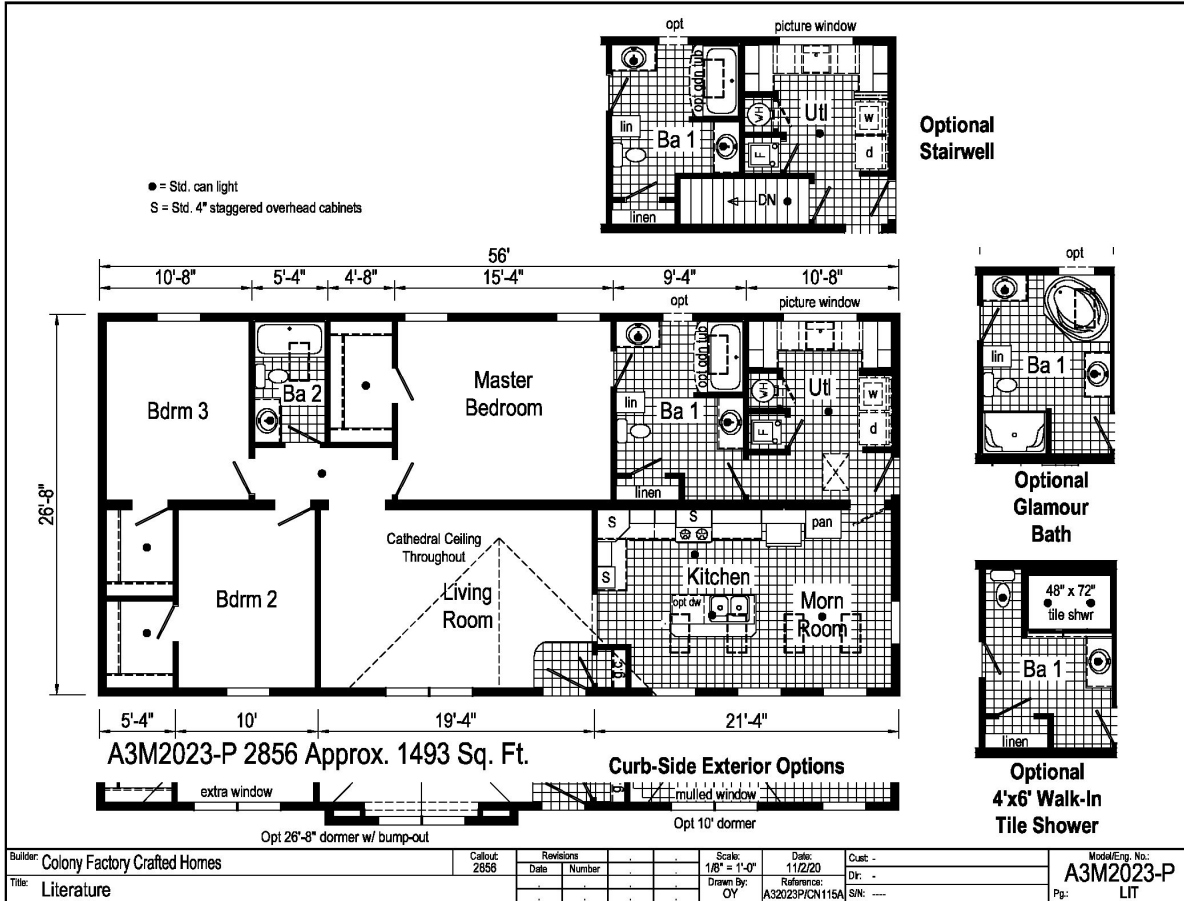 opt
picture window
opt gdn tub
WH
Utl
w
lin
Ba 1
F
d
DN
linen
Optional
Stairwell
● = Std. can light
S = Std. 4" staggered overhead cabinets
56'
10'-8"
5'-4"
4'-8"
15'-4"
9'-4"
10'-8"
opt
picture window
26'-8"
Bdrm 3
Ba 2
Master
Bedroom
opt gdn tub
lin
Ba 1
linen
WH
Utl
w
F
d
x
opt
lin
Ba 1
Optional
Glamour
Bath
Bdrm 2
Cathedral Ceiling
Throughout
Living
Room
S
S
S
pan
Kitchen
opt dw
Morn
Room
48" x 72"
tile shwr
Ba 1
linen
Optional
4'x6' Walk-In
Tile Shower
5'-4"
10'
19'-4"
21'-4"
A3M2023-P 2856 Approx. 1493 Sq. Ft.
Curb-Side Exterior Options
extra window
mulled window
Opt 26'-8" dormer w/ bump-out
Opt 10' dormer
Builder: Colony Factory Crafted Homes
Title: Literature
Callout:
2856
Revisions
Date Number
Scale:
1/8" = 1'-0"
Drawn By:
OY
Date:
11/2/20
Reference:
A32023P/CN115A
Cust: -
Dir: -
S/N: ----
Model/Eng. No.:
A3M2023-P
Pg.: LIT